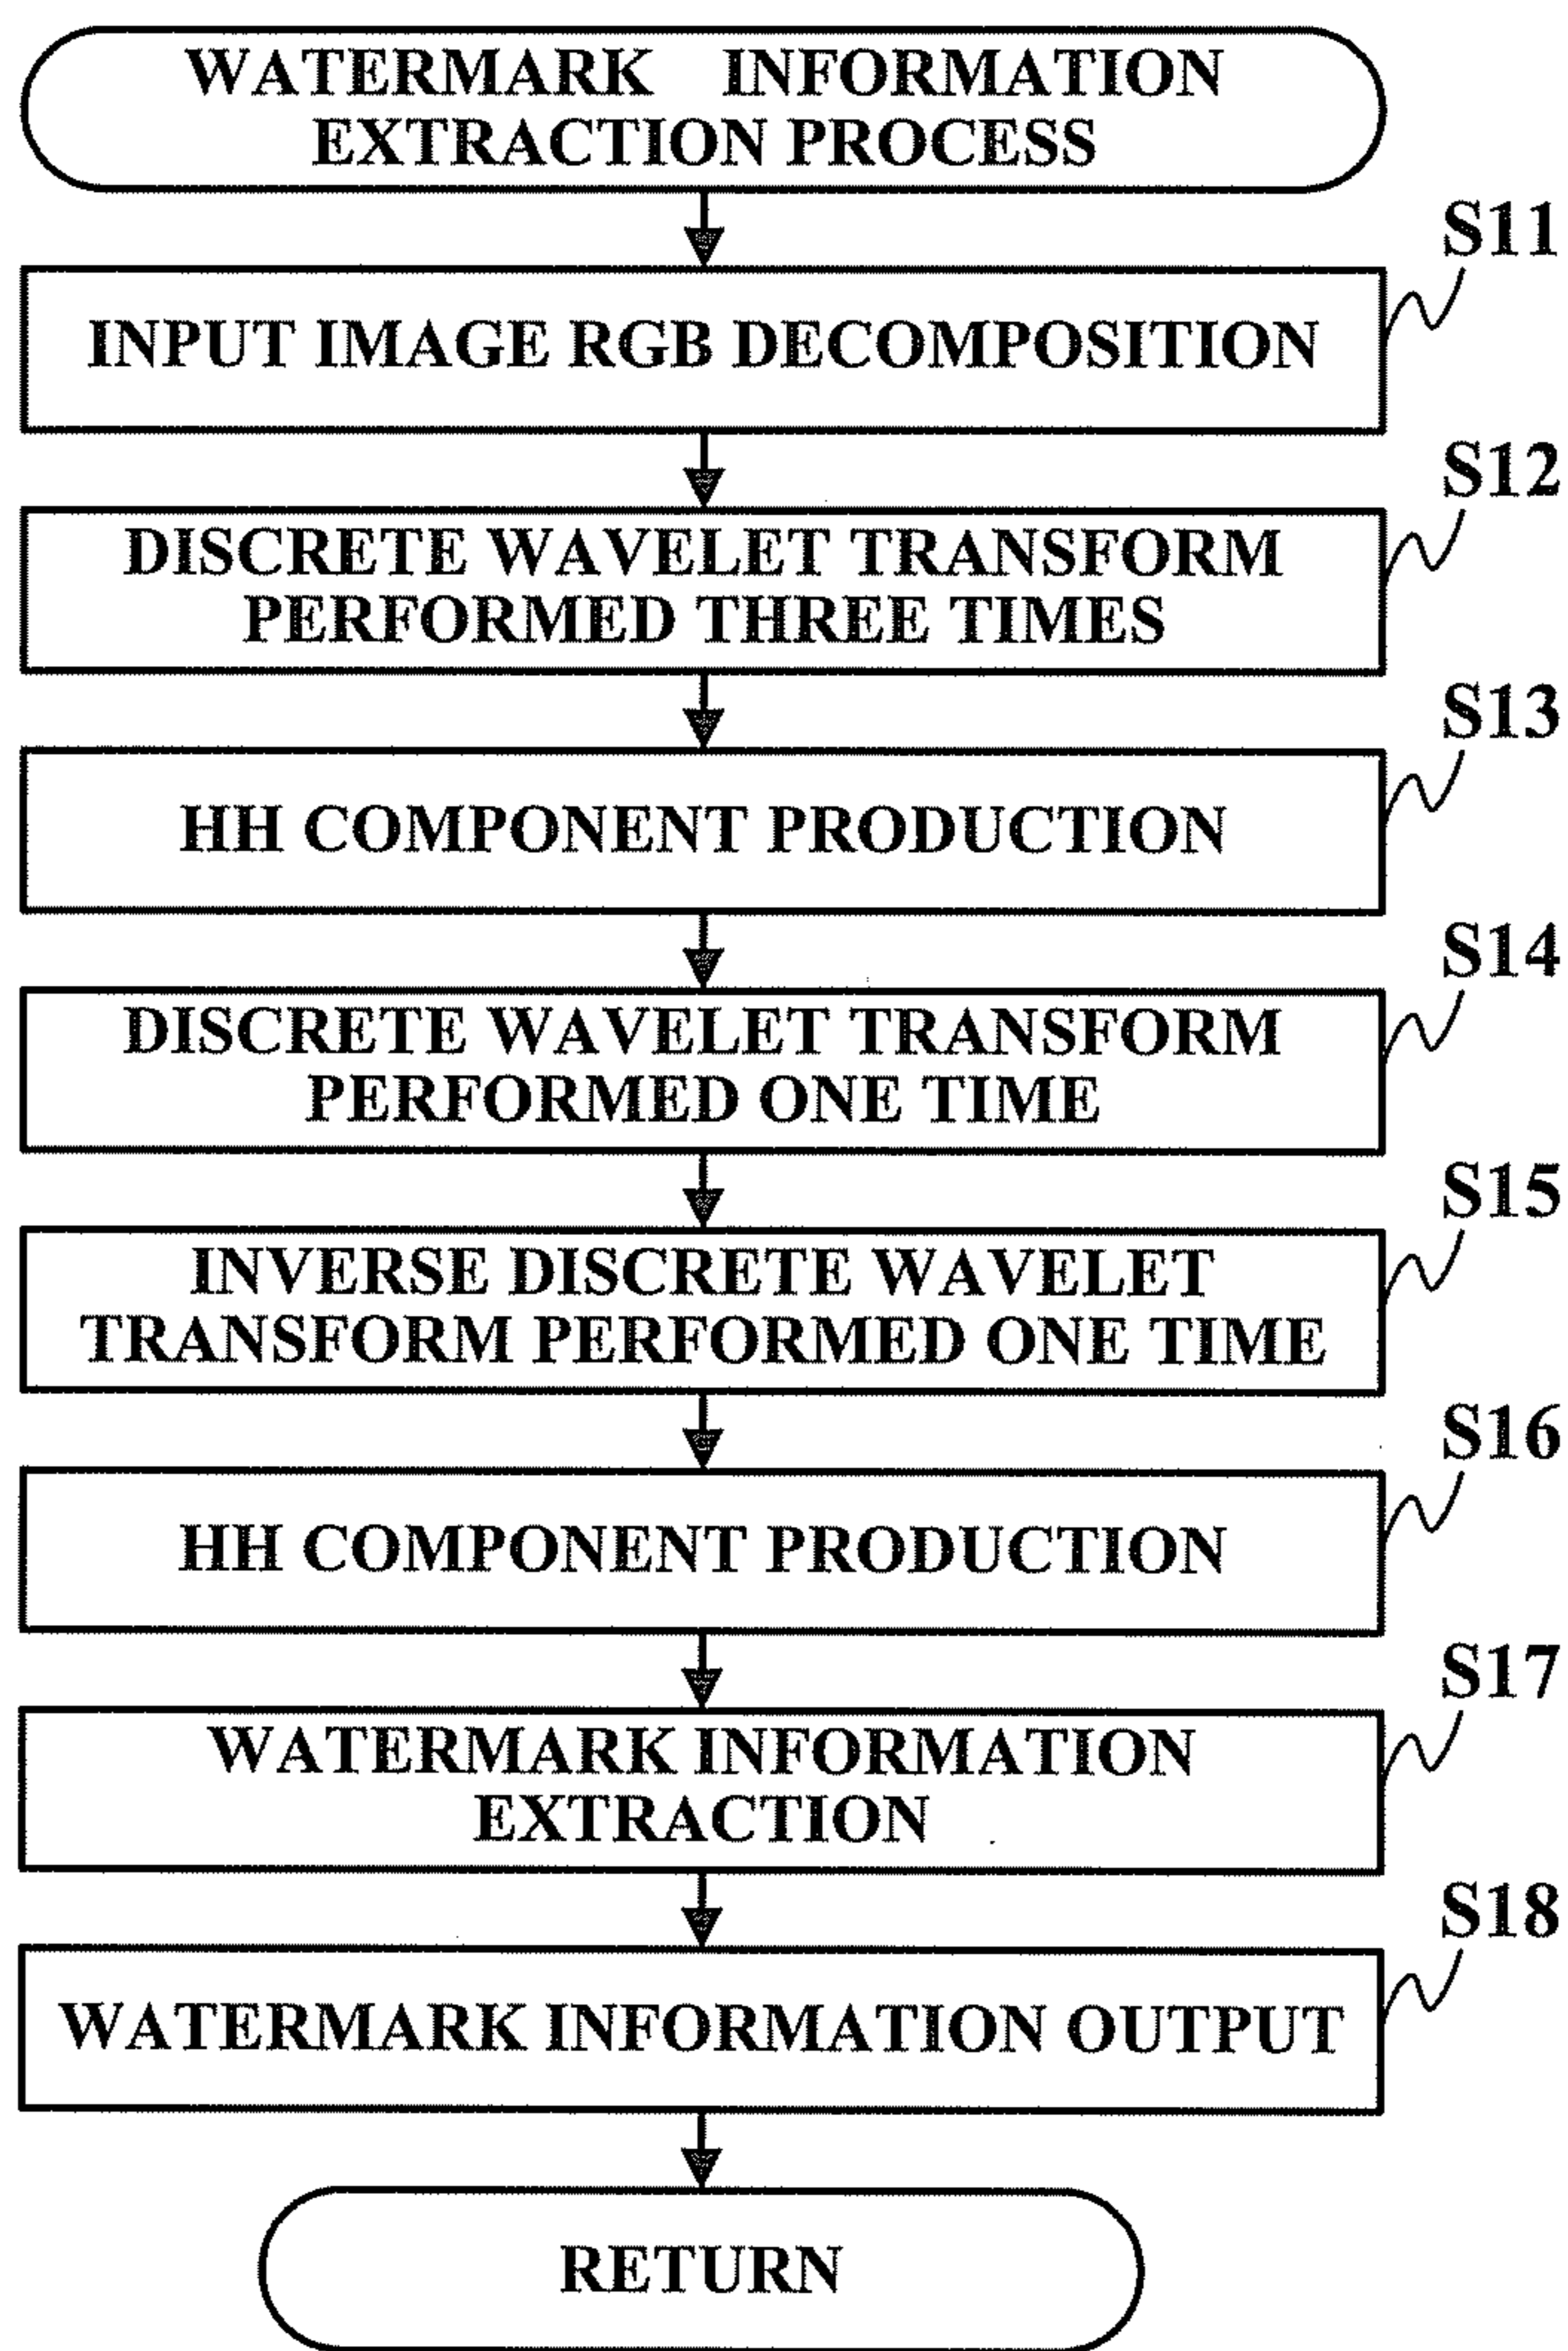 WATERMARK INFORMATION
EXTRACTION PROCESS
S11
INPUT IMAGE RGB DECOMPOSITION
S12
DISCRETE WAVELET TRANSFORM
PERFORMED THREE TIMES
S13
HH COMPONENT PRODUCTION
S14
DISCRETE WAVELET TRANSFORM
PERFORMED ONE TIME
S15
INVERSE DISCRETE WAVELET
TRANSFORM PERFORMED ONE TIME
S16
HH COMPONENT PRODUCTION
S17
WATERMARK INFORMATION
EXTRACTION
S18
WATERMARK INFORMATION OUTPUT
RETURN